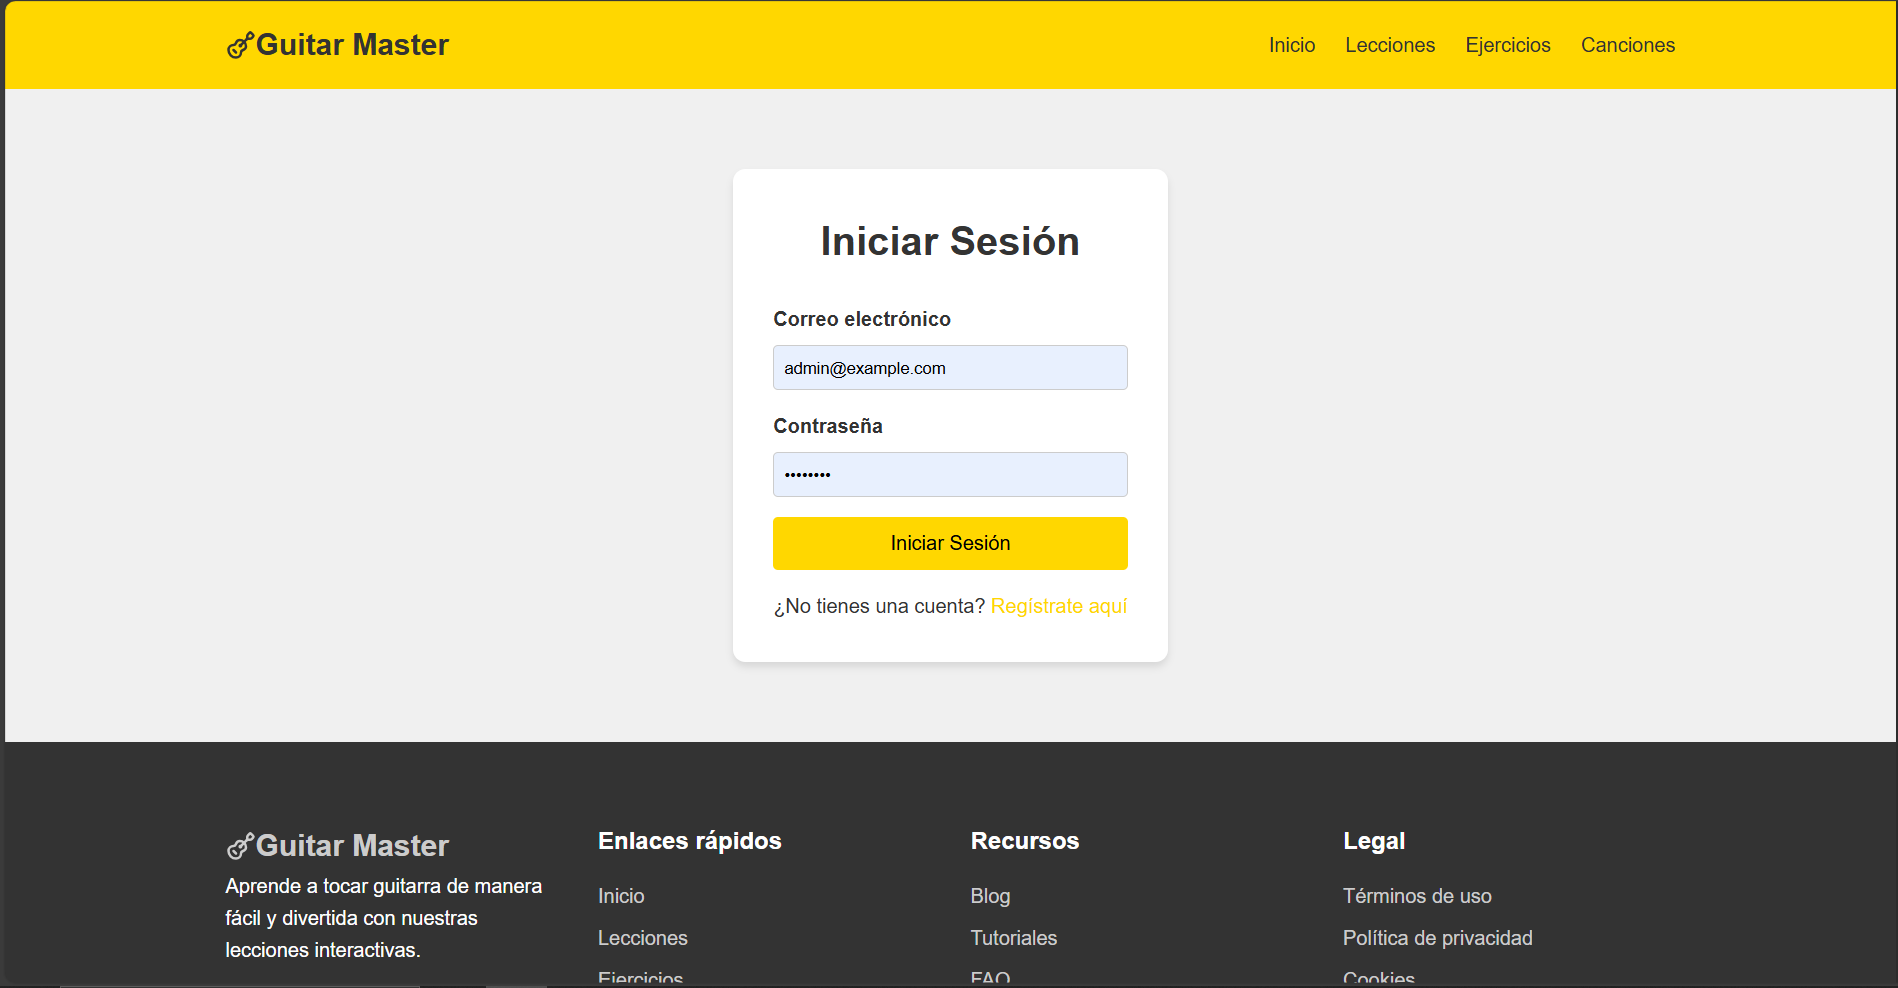 Guitar Master
Inicio Lecciones Ejercicios Canciones
Iniciar Sesión
Correo electrónico
admin@example.com
Contraseña
••••••••
Iniciar Sesión
¿No tienes una cuenta? Regístrate aquí
Guitar Master
Aprende a tocar guitarra de manera
fácil y divertida con nuestras
lecciones interactivas.
Enlaces rápidos
Inicio
Lecciones
Ejercicios
Recursos
Blog
Tutoriales
FAQ
Legal
Términos de uso
Política de privacidad
Cookies